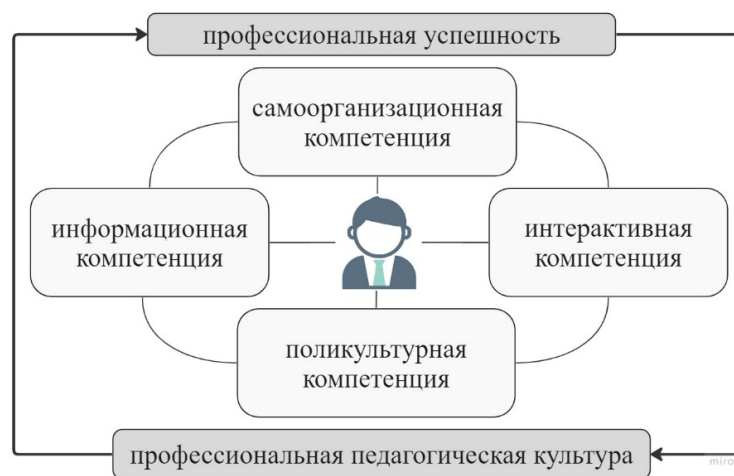 профессиональная успешность
самоорганизационная
компетенция
информационная
компетенция
интерактивная
компетенция
поликультурная
компетенция
профессиональная педагогическая культура
miro